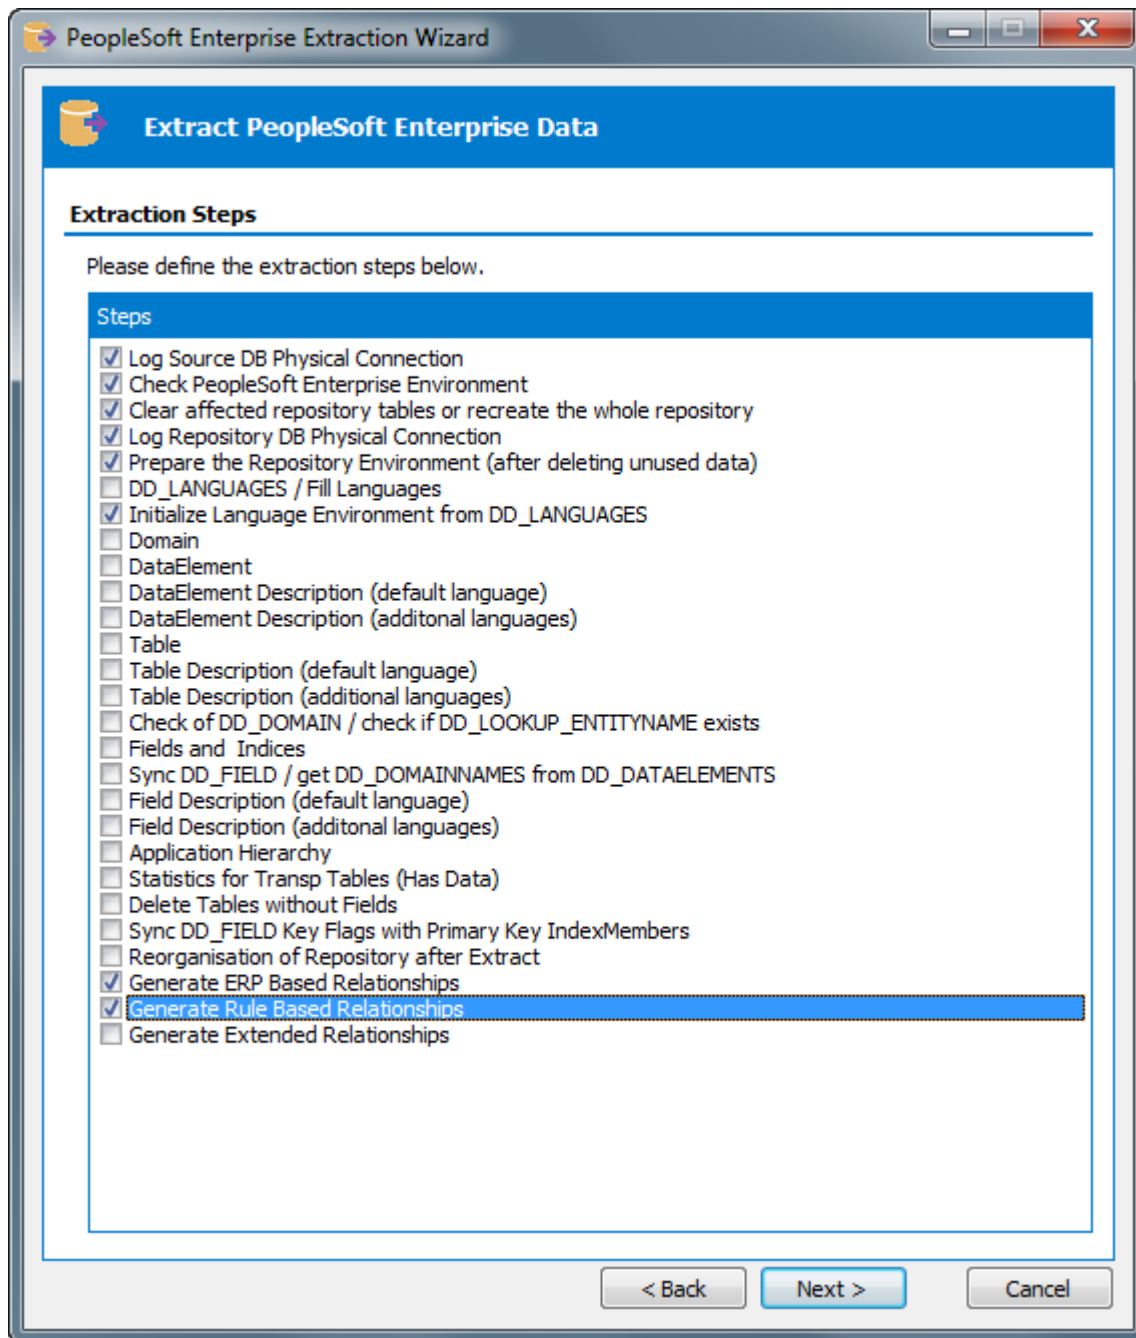 PeopleSoft Enterprise Extraction Wizard
Extract PeopleSoft Enterprise Data
Extraction Steps
Please define the extraction steps below.
Steps
Log Source DB Physical Connection
Check PeopleSoft Enterprise Environment
Clear affected repository tables or recreate the whole repository
Log Repository DB Physical Connection
Prepare the Repository Environment (after deleting unused data)
DD_LANGUAGES / Fill Languages
Initialize Language Environment from DD_LANGUAGES
Domain
DataElement
DataElement Description (default language)
DataElement Description (additonal languages)
Table
Table Description (default language)
Table Description (additional languages)
Check of DD_DOMAIN / check if DD_LOOKUP_ENTITYNAME exists
Fields and  Indices
Sync DD_FIELD / get DD_DOMAINNAMES from DD_DATAELEMENTS
Field Description (default language)
Field Description (additonal languages)
Application Hierarchy
Statistics for Transp Tables (Has Data)
Delete Tables without Fields
Sync DD_FIELD Key Flags with Primary Key IndexMembers
Reorganisation of Repository after Extract
Generate ERP Based Relationships
Generate Rule Based Relationships
Generate Extended Relationships
< Back Next > Cancel